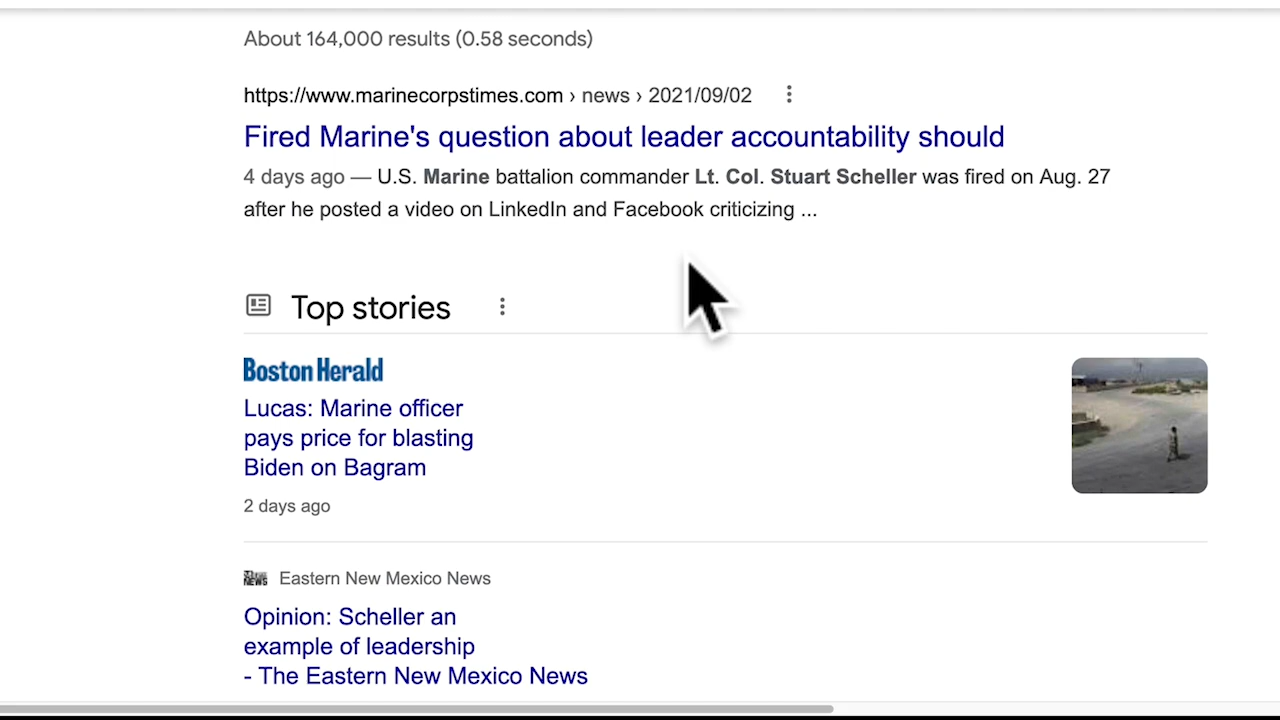 About 164,000 results (0.58 seconds)
https://www.marinecorpstimes.com › news › 2021/09/02
Fired Marine's question about leader accountability should
4 days ago — U.S. Marine battalion commander Lt. Col. Stuart Scheller was fired on Aug. 27
after he posted a video on LinkedIn and Facebook criticizing ...
Top stories
Boston Herald
Lucas: Marine officer
pays price for blasting
Biden on Bagram
2 days ago
Eastern New Mexico News
Opinion: Scheller an
example of leadership
- The Eastern New Mexico News